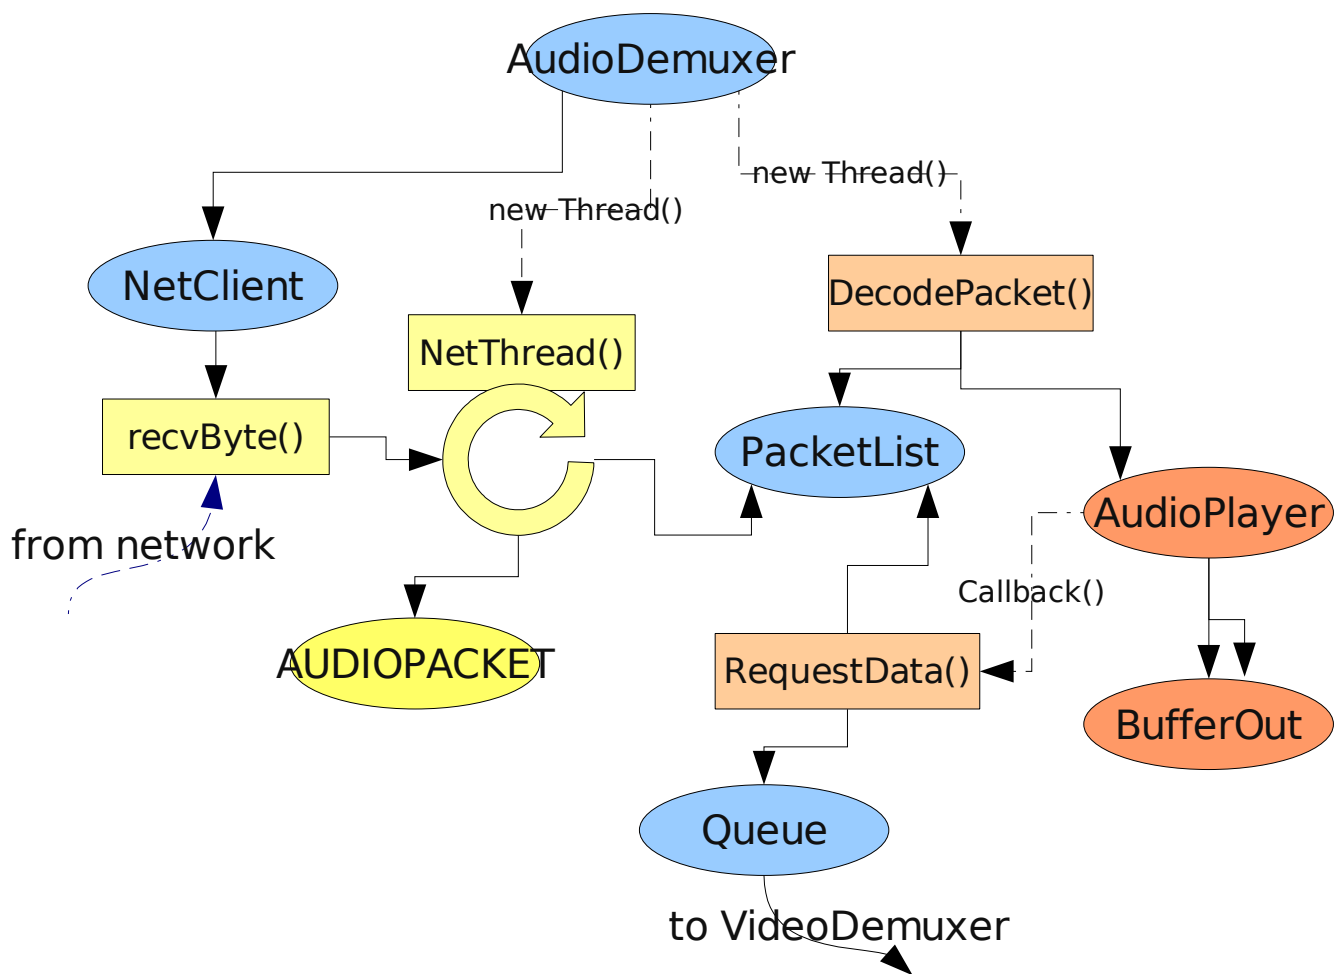 AudioDemuxer
new Thread()
new Thread()
NetClient
DecodePacket()
NetThread()
recvByte()
PacketList
AudioPlayer
from network
Callback()
AUDIOPACKET
RequestData()
BufferOut
Queue
to VideoDemuxer